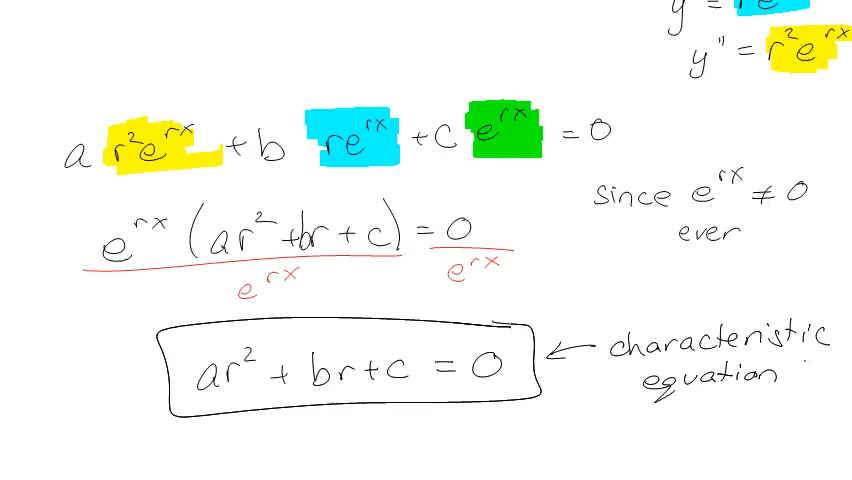 y' = re
y" = r²e^{rx}
a r²e^{rx} + b re^{rx} + c e^{rx} = 0
since e^{rx} ≠ 0
ever
e^{rx} (ar² + br + c) = 0
e^{rx} e^{rx}
ar² + br + c = 0 ← characteristic
equation